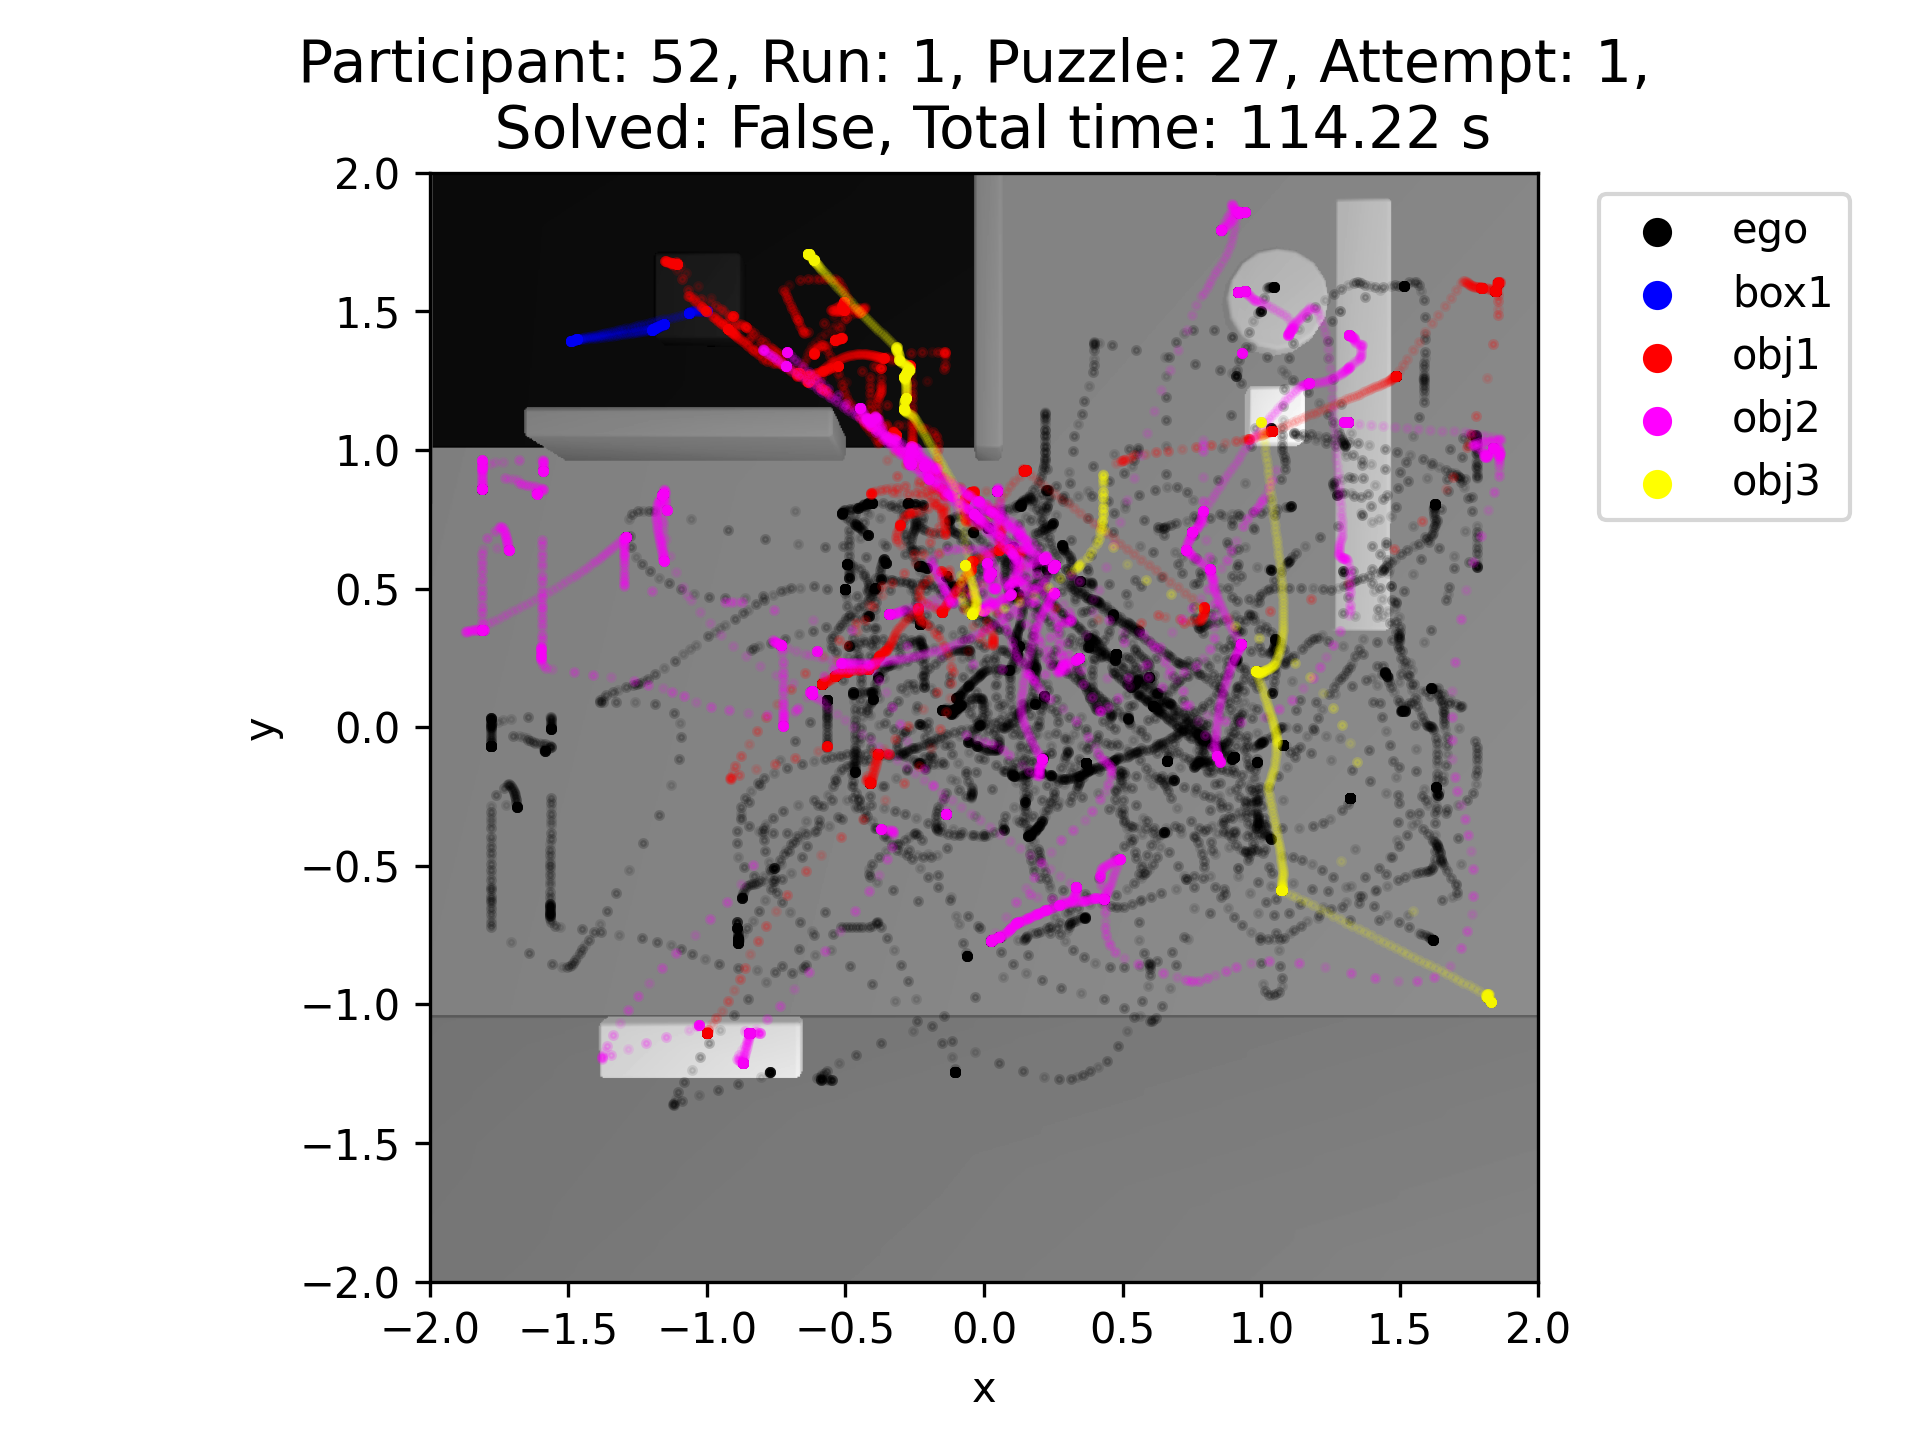 Participant: 52, Run: 1, Puzzle: 27, Attempt: 1,
Solved: False, Total time: 114.22 s
2.0
1.5
1.0
0.5
0.0
−0.5
−1.0
−1.5
−2.0
y
−2.0 −1.5 −1.0 −0.5 0.0 0.5 1.0 1.5 2.0
x
ego
box1
obj1
obj2
obj3